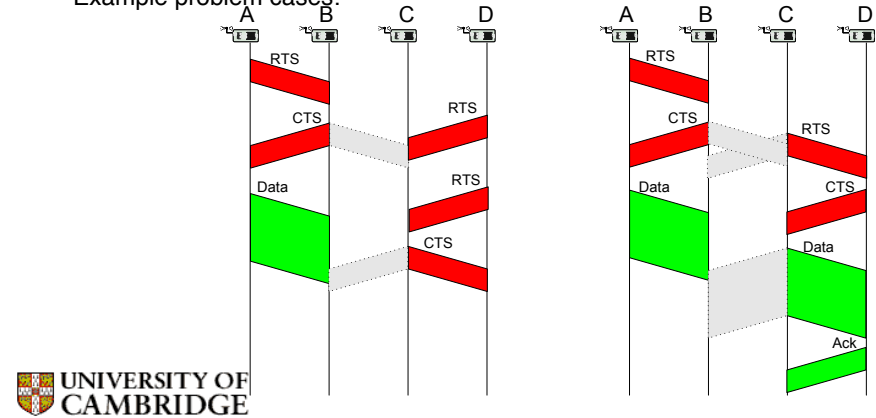 Example problem cases:
A B C D
RTS
CTS
RTS
Data
RTS
CTS
A B C D
RTS
CTS
RTS
Data
CTS
Data
Ack
UNIVERSITY OF
CAMBRIDGE